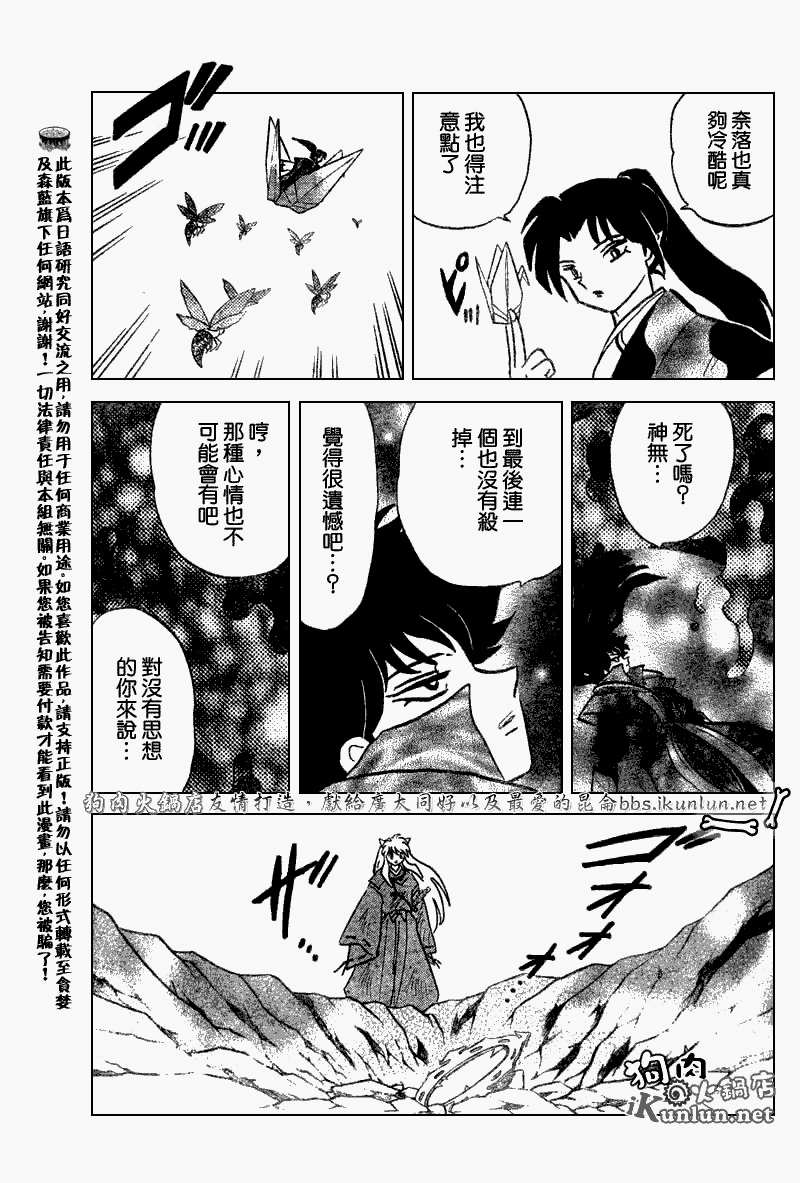 奈落也真
夠冷酷呢
我也得注
意點了
ゴ
ピッ
死了嗎?
神無…
到最後連一
個也沒有殺
掉…
覺得很遺憾吧…?
哼，
那種心情也不
可能會有吧
對沒有思想
的你來說…
狗肉火鍋店友情打造，獻給廣大同好以及最愛的昆侖bbs.ikunlun.net
狗肉
火鍋店
iKunlun.net
此版本爲日語研究同好交流之用，請勿用于任何商業用途。如您喜歡此作品，請支持正版！請勿以任何形式轉載至貪婪
及森藍旗下任何網站，謝謝！一切法律責任與本組無關。如果您被告知需要付款才能看到此漫畫，那麽，您被騙了！